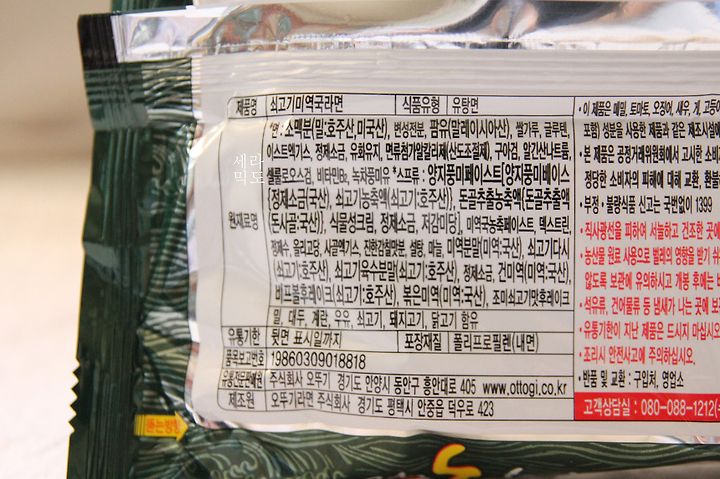 제품명 쇠고기미역국라면 식품유형 유탕면
*면 : 소맥분(밀:호주산,미국산), 변성전분, 팜유(말레이시아산), 쌀가루, 글루텐,
이스트엑기스, 정제소금, 유화유지, 면류첨가알칼리제(산도조절제), 구아검, 알긴산나트륨,
비타민B₂, 녹차풍미유 *스프류 : 양지풍미페이스트[양지풍미베이스
원재료명
(정제소금(국산), 쇠고기농축액(쇠고기:호주산), 돈골추출농축액(돈골추출액
(돈사골:국산)), 식물성크림, 정제소금, 저감미당], 미역국농축페이스트, 덱스트린,
정제수, 올리고당, 사골엑기스, 진한감칠맛분, 설탕, 마늘, 미역분말(미역:국산), 쇠고기다시
(쇠고기:호주산), 쇠고기육수분말(쇠고기:호주산), 정제소금, 건미역(미역:국산),
비프볼후레이크(쇠고기:호주산), 볶은미역(미역:국산), 조미쇠고기맛후레이크
밀, 대두, 계란, 우유, 쇠고기, 돼지고기, 닭고기 함유
유통기한 뒷면 표시일까지 포장재질 폴리프로필렌(내면)
품목보고번호 19860309018818
유통전문판매원 주식회사 오뚜기 경기도 안양시 동안구 흥안대로 405 www.ottogi.co.kr
제조원 오뚜기라면 주식회사 경기도 평택시 안중읍 덕우로 423
• 이 제품은 메밀, 토마토, 오징어, 새우, 게, 고등어
포함) 성분을 사용한 제품과 같은 제조시설에
• 본 제품은 공정거래위원회에서 고시한 소비자
정당한 소비자의 피해에 대해 교환, 환불
• 부정 • 불량식품 신고는 국번없이 1399
• 직사광선을 피하여 서늘하고 건조한 곳에
• 농산물 원료 사용으로 벌레의 영향을 받기 쉬
않도록 보관에 유의하시고 개봉 후에는
• 석유류, 건어물류 등 냄새가 나는 곳에
• 유통기한이 지난 제품은 드시지 마십시오
• 조리시 안전사고에 주의하십시오.
• 반품 및 교환 : 구입처, 영업소
고객상담실 : 080-088-1212
뜯는방향
세라
믹도